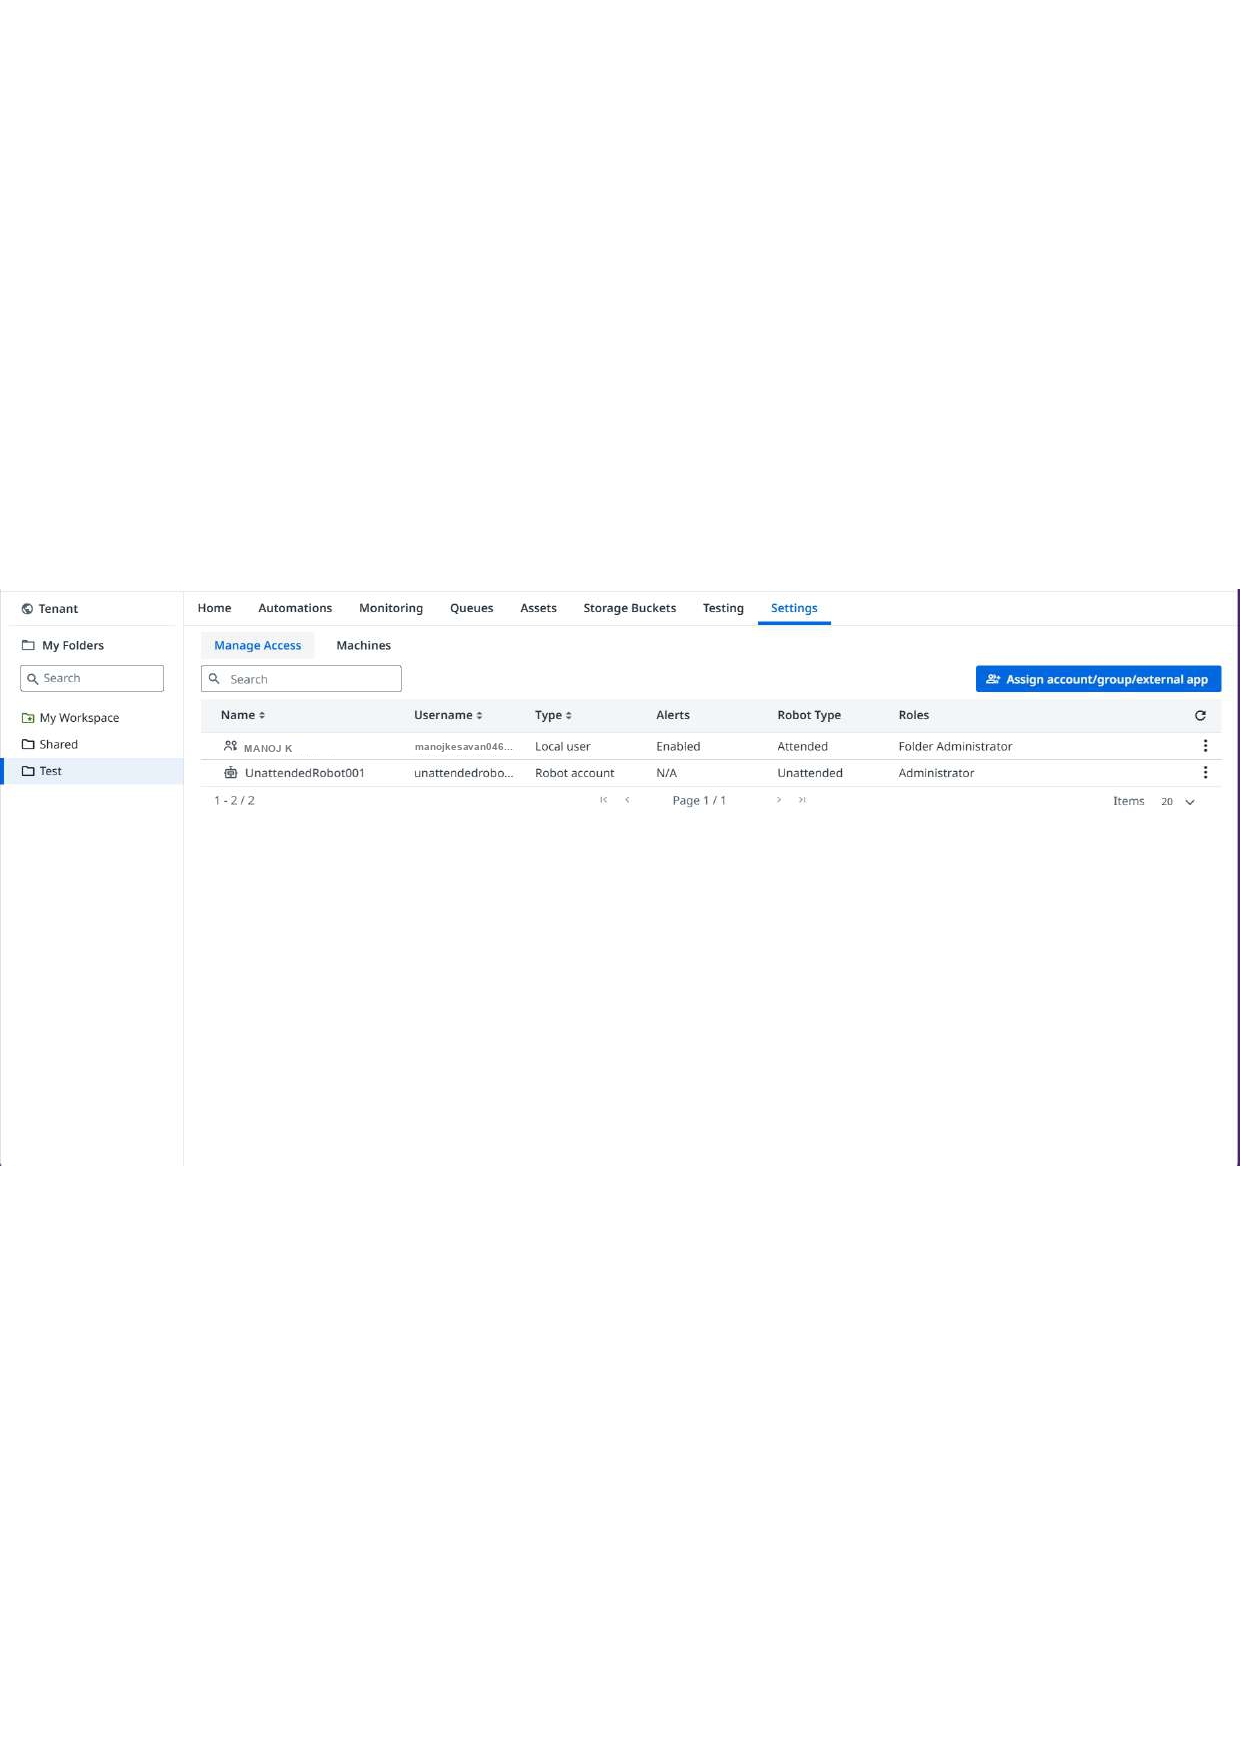 Tenant
My Folders
Search
My Workspace
Shared
Test
Home Automations Monitoring Queues Assets Storage Buckets Testing Settings
Manage Access Machines
Search
Assign account/group/external app
Name Username Type Alerts Robot Type Roles
MANOJ K manojkesavan046... Local user Enabled Attended Folder Administrator
UnattendedRobot001 unattendedrobo... Robot account N/A Unattended Administrator
1 - 2 / 2 Page 1 / 1 Items 20